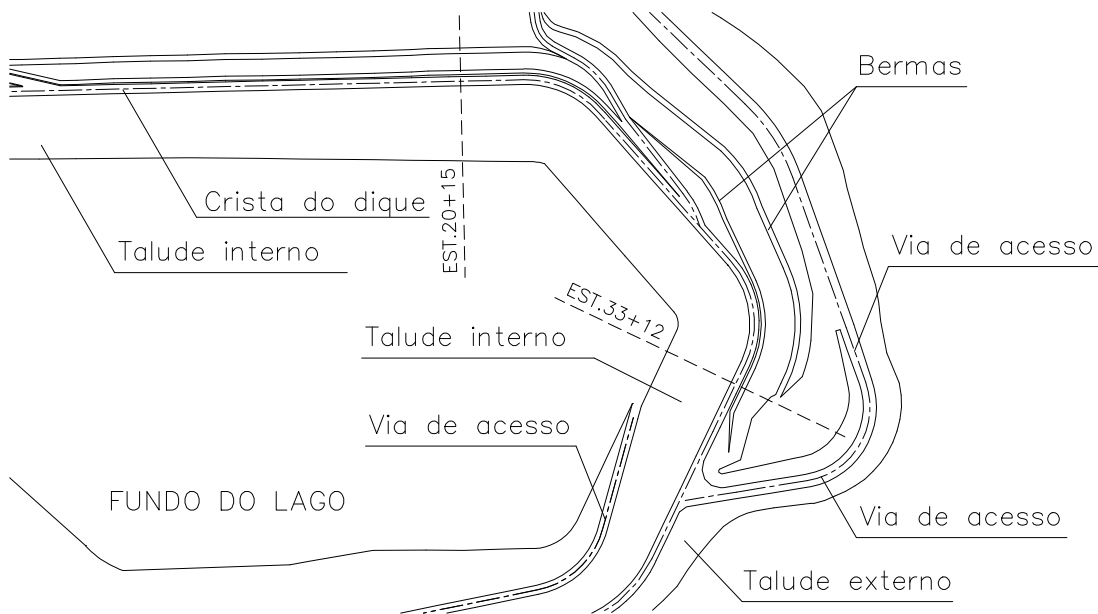 Bermas
EST.20+15
Crista do dique
Talude interno
Via de acesso
EST.33+12
Talude interno
Via de acesso
FUNDO DO LAGO
Via de acesso
Talude externo